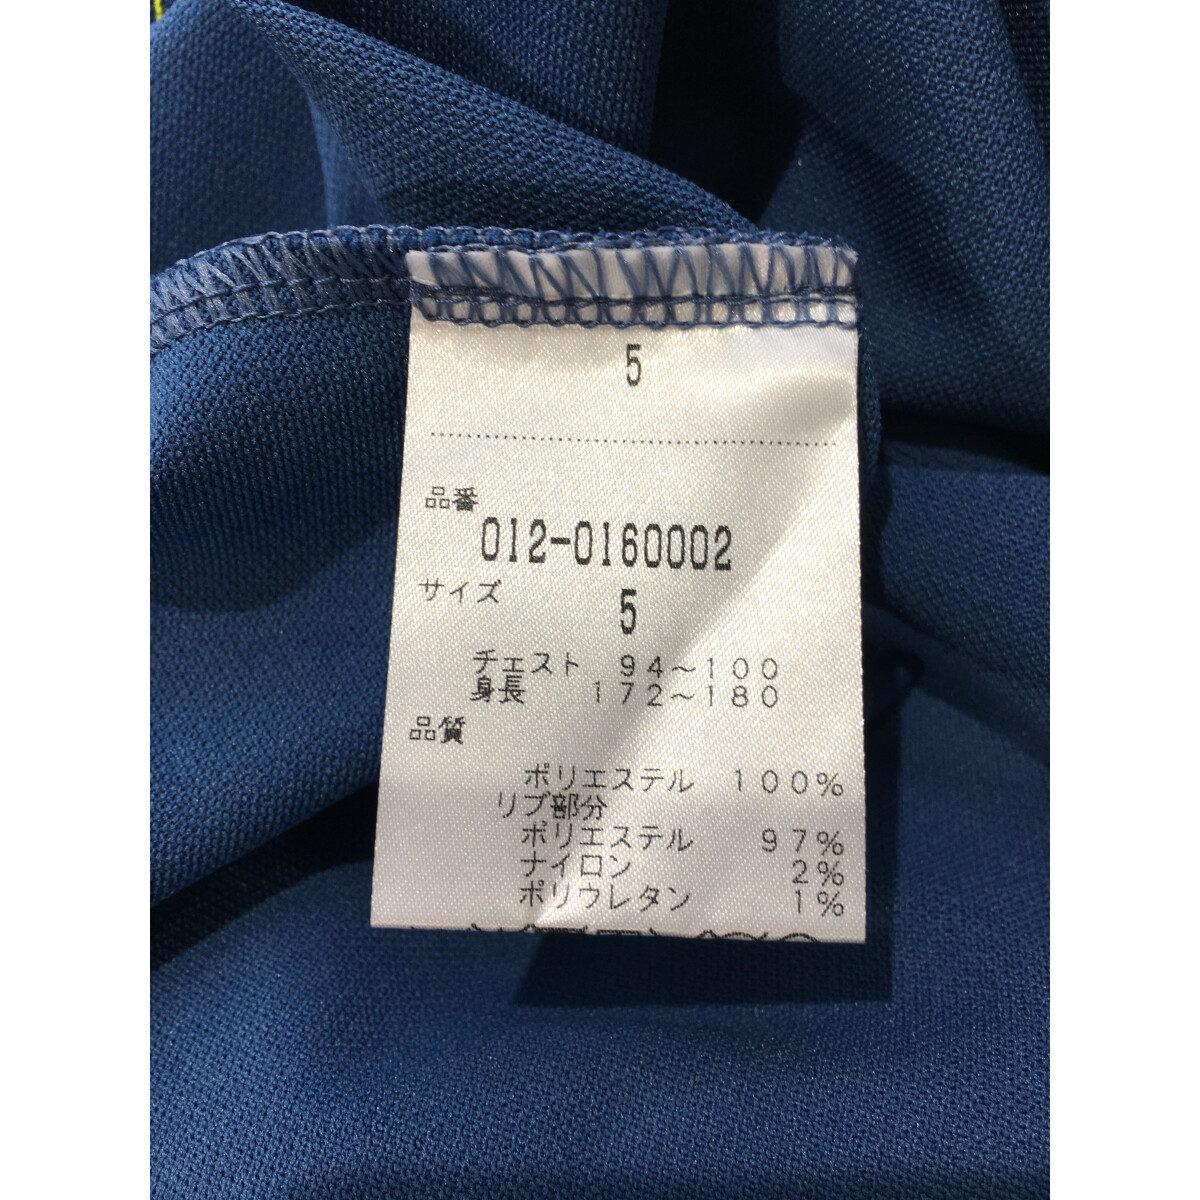 5
品番
012-0160002
サイズ
5
チェスト 94～100
身長 172～180
品質
ポリエステル 100%
リブ部分
ポリエステル 97%
ナイロン 2%
ポリウレタン 1%